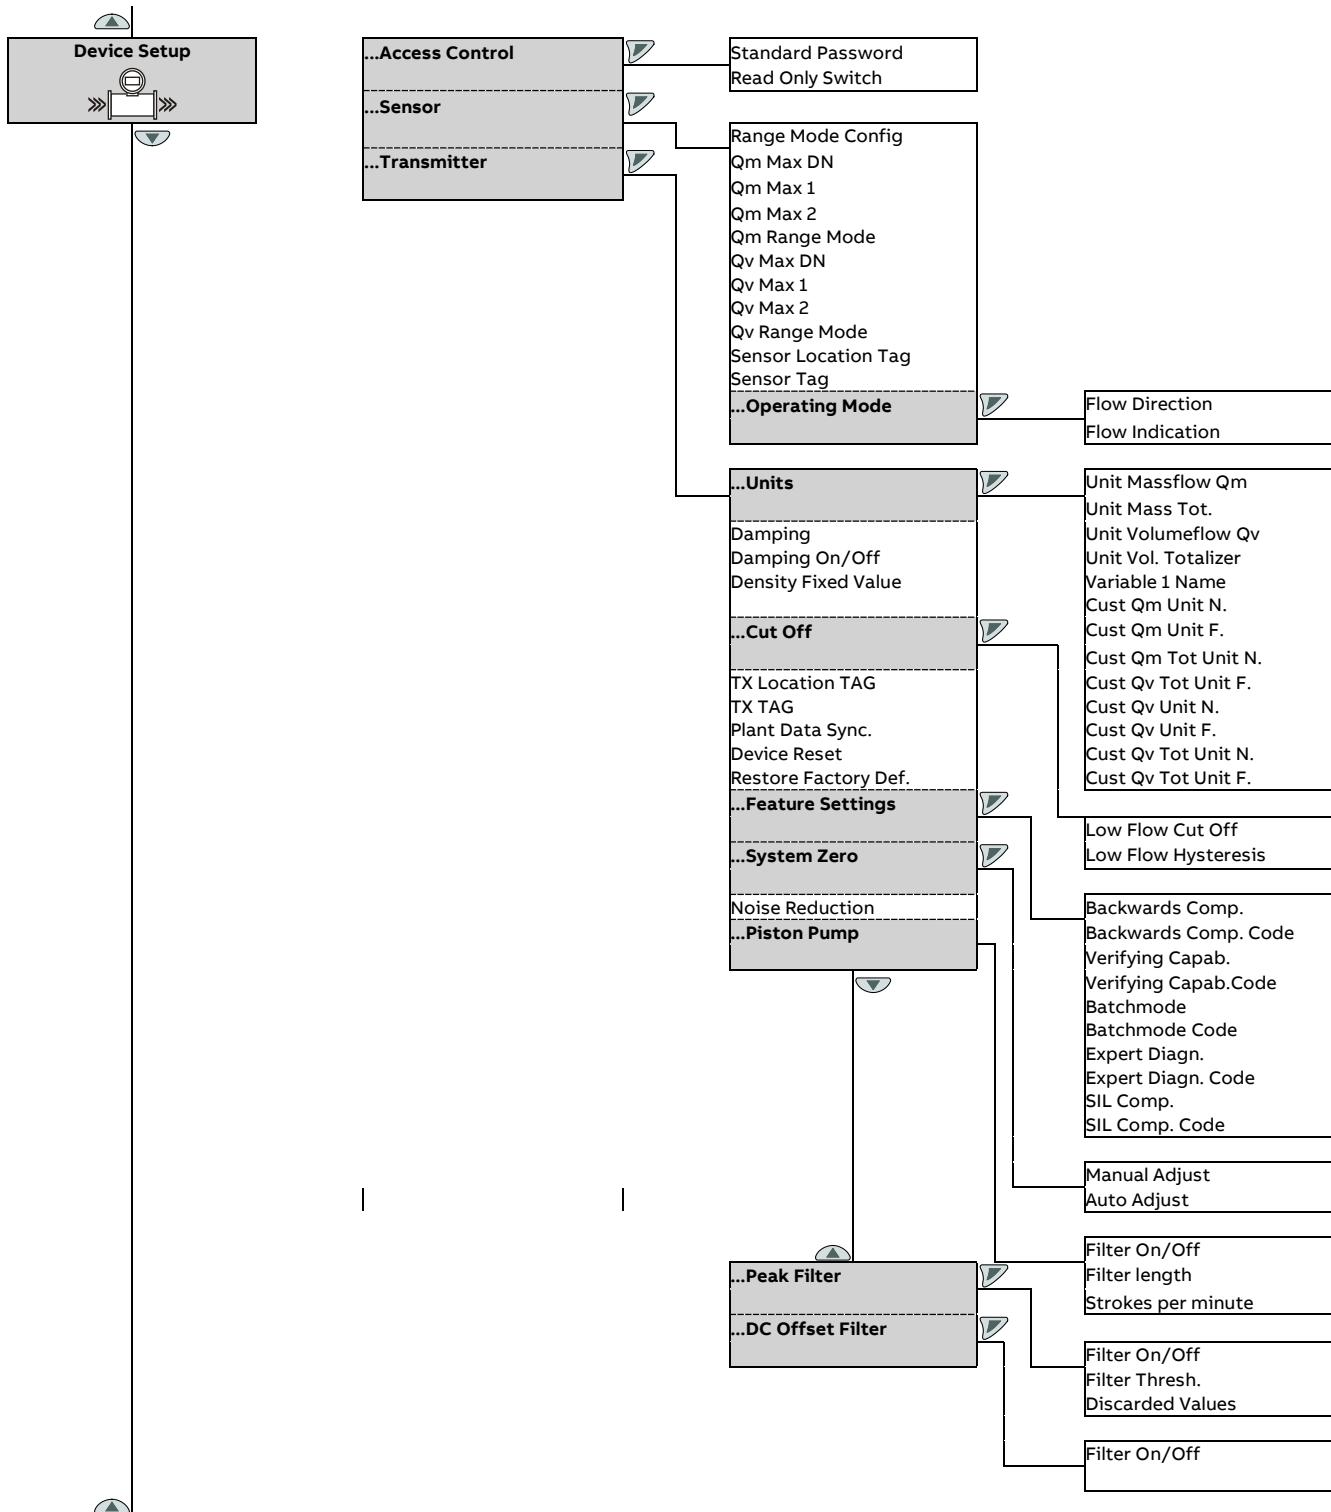 Device Setup
...Access Control
...Sensor
...Transmitter
Standard Password
Read Only Switch
Range Mode Config
Qm Max DN
Qm Max 1
Qm Max 2
Qm Range Mode
Qv Max DN
Qv Max 1
Qv Max 2
Qv Range Mode
Sensor Location Tag
Sensor Tag
...Operating Mode
Flow Direction
Flow Indication
...Units
Damping
Damping On/Off
Density Fixed Value
...Cut Off
TX Location TAG
TX TAG
Plant Data Sync.
Device Reset
Restore Factory Def.
...Feature Settings
...System Zero
Noise Reduction
...Piston Pump
Unit Massflow Qm
Unit Mass Tot.
Unit Volumeflow Qv
Unit Vol. Totalizer
Variable 1 Name
Cust Qm Unit N.
Cust Qm Unit F.
Cust Qm Tot Unit N.
Cust Qv Tot Unit F.
Cust Qv Unit N.
Cust Qv Unit F.
Cust Qv Tot Unit N.
Cust Qv Tot Unit F.
Low Flow Cut Off
Low Flow Hysteresis
Backwards Comp.
Backwards Comp. Code
Verifying Capab.
Verifying Capab.Code
Batchmode
Batchmode Code
Expert Diagn.
Expert Diagn. Code
SIL Comp.
SIL Comp. Code
Manual Adjust
Auto Adjust
Filter On/Off
Filter length
Strokes per minute
...Peak Filter
...DC Offset Filter
Filter On/Off
Filter Thresh.
Discarded Values
Filter On/Off